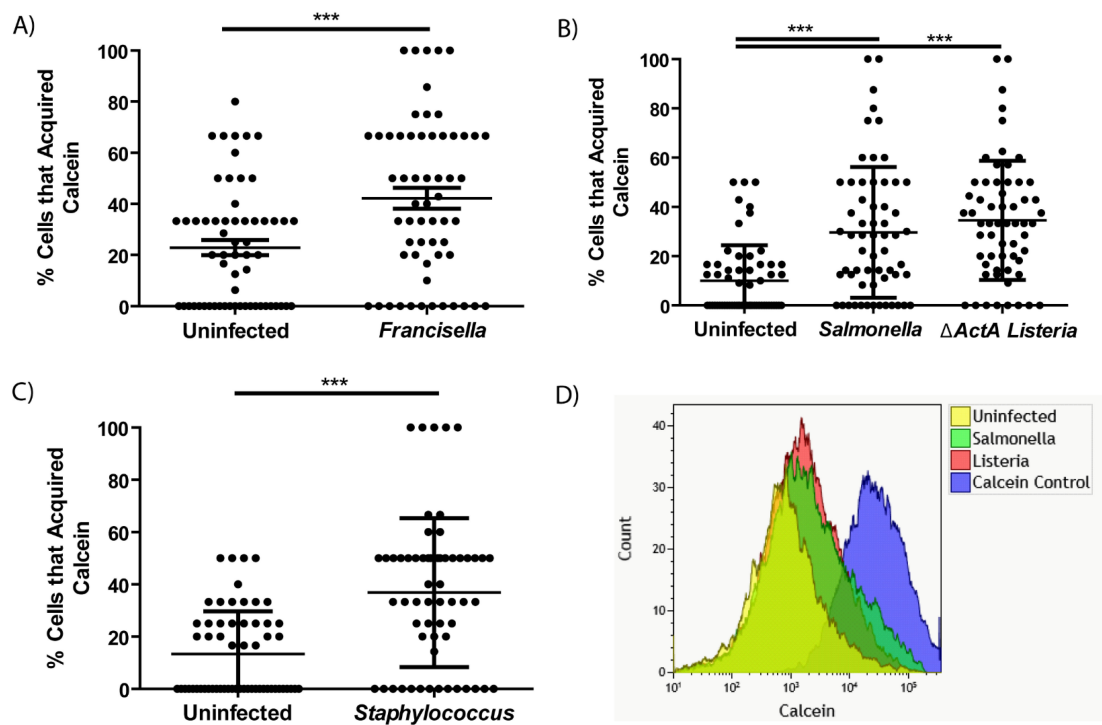 A)
***
% Cells that Acquired
Calcein
100
80
60
40
20
0
Uninfected
Francisella
B)
***
***
% Cells that Acquired
Calcein
100
80
60
40
20
0
Uninfected
Salmonella
ΔActA Listeria
C)
***
% Cells that Acquired
Calcein
100
80
60
40
20
0
Uninfected
Staphylococcus
D)
Uninfected
Salmonella
Listeria
Calcein Control
Count
40
30
20
10
0
10¹
10²
10³
10⁴
10⁵
Calcein